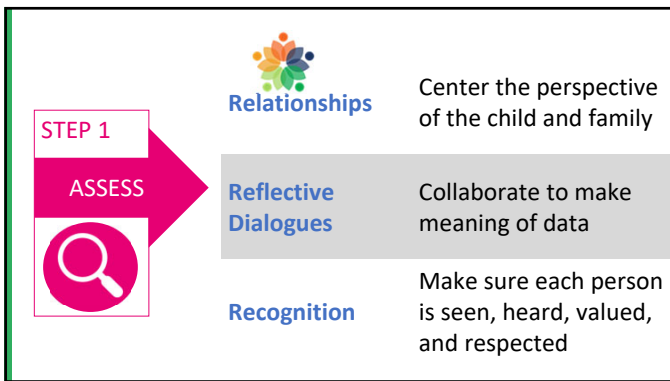 STEP 1
ASSESS
Relationships
Center the perspective
of the child and family
Reflective
Dialogues
Collaborate to make
meaning of data
Recognition
Make sure each person
is seen, heard, valued,
and respected